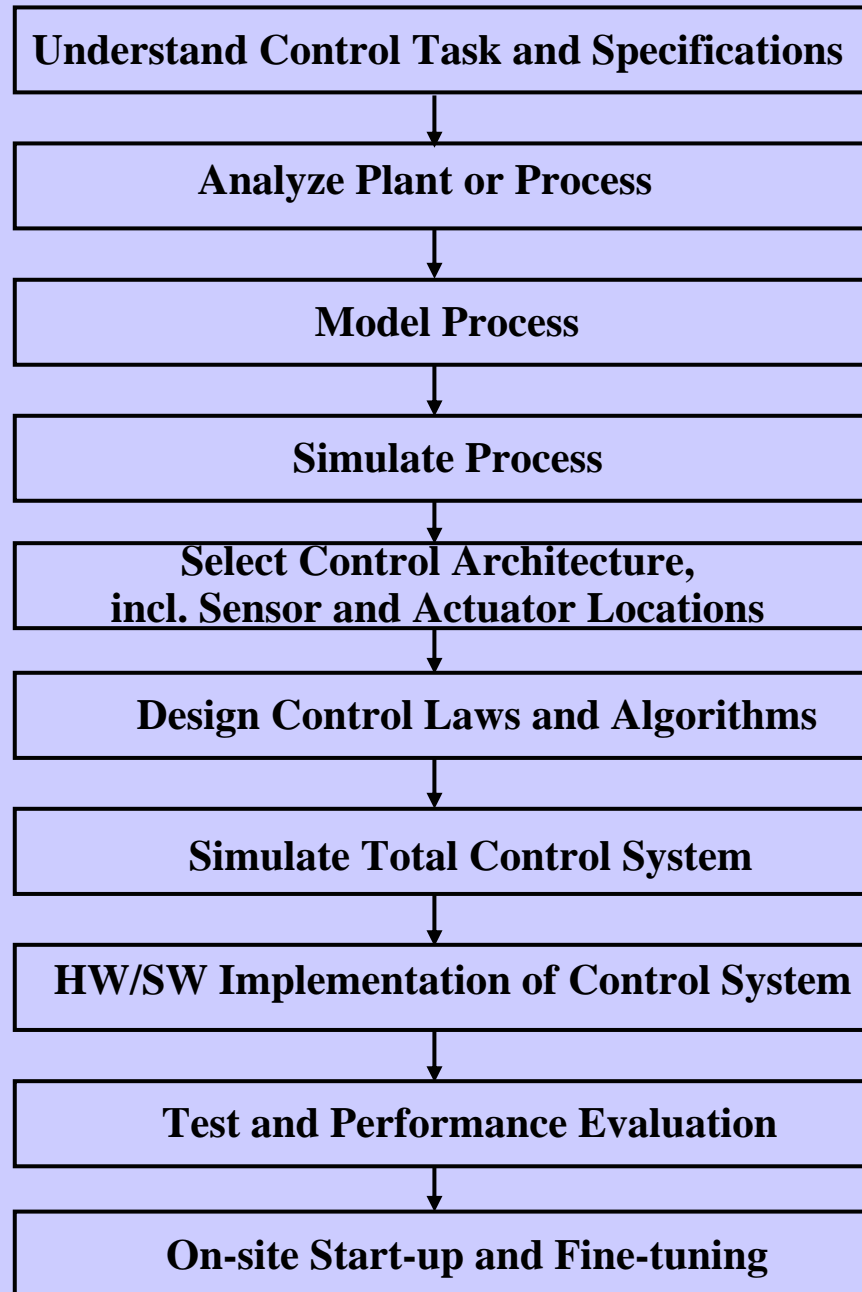 Understand Control Task and Specifications
Analyze Plant or Process
Model Process
Simulate Process
Select Control Architecture,
incl. Sensor and Actuator Locations
Design Control Laws and Algorithms
Simulate Total Control System
HW/SW Implementation of Control System
Test and Performance Evaluation
On-site Start-up and Fine-tuning